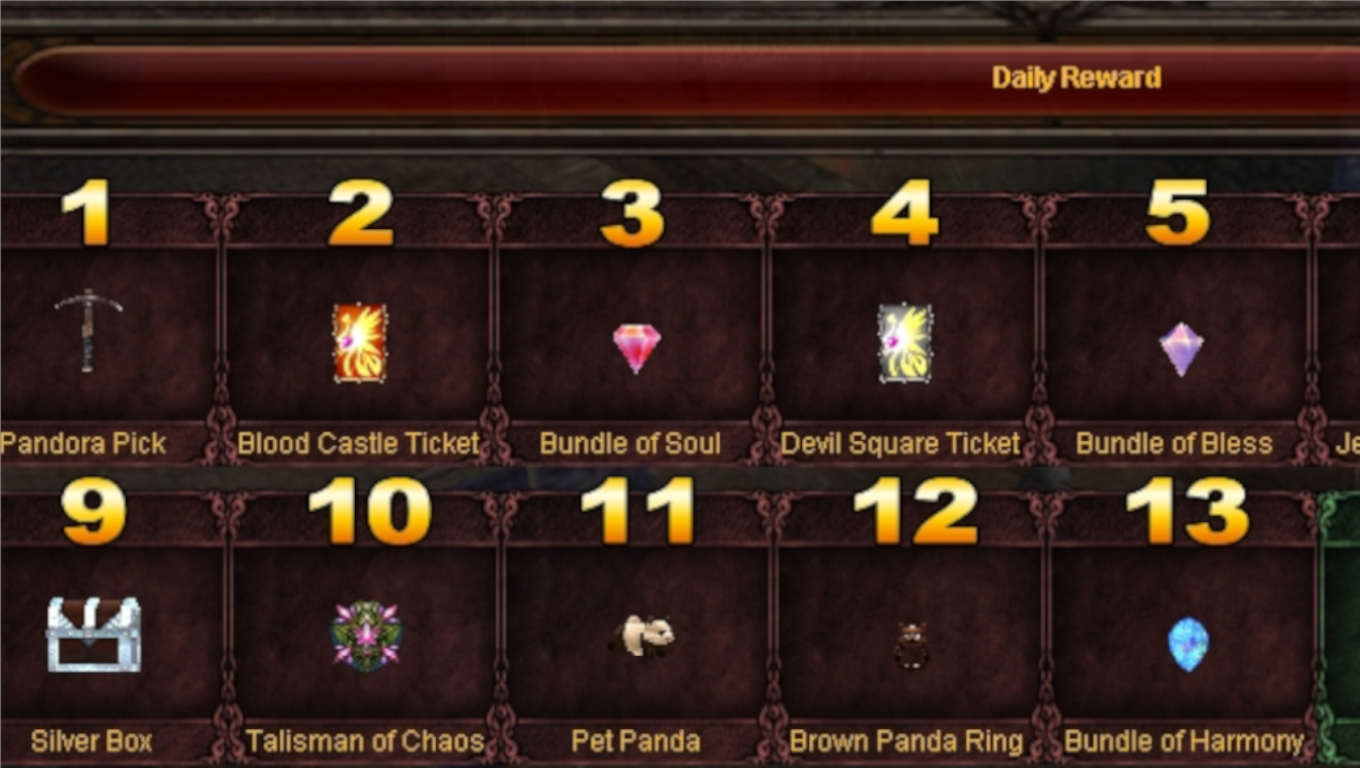 Daily Reward
1 2 3 4 5
Pandora Pick Blood Castle Ticket Bundle of Soul Devil Square Ticket Bundle of Bless
9 10 11 12 13
Silver Box Talisman of Chaos Pet Panda Brown Panda Ring Bundle of Harmony